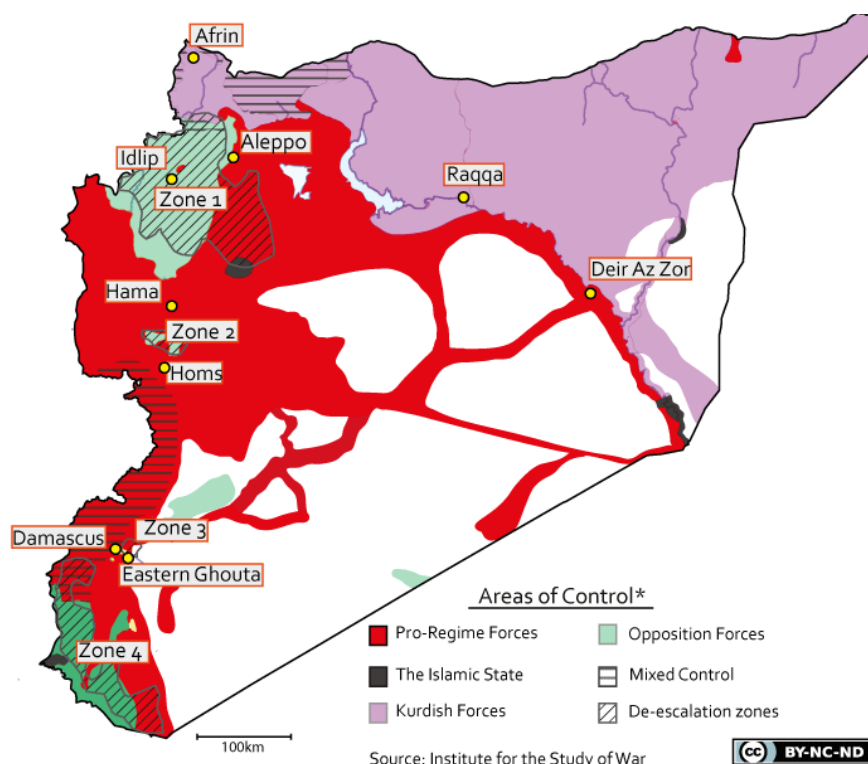 Afrin
Aleppo
Idlip
Zone 1
Raqqa
Deir Az Zor
Hama
Zone 2
Homs
Zone 3
Damascus
Eastern Ghouta
Zone 4
Areas of Control*
Pro-Regime Forces
Opposition Forces
The Islamic State
Mixed Control
Kurdish Forces
De-escalation zones
100km
Source: Institute for the Study of War
cc BY-NC-ND